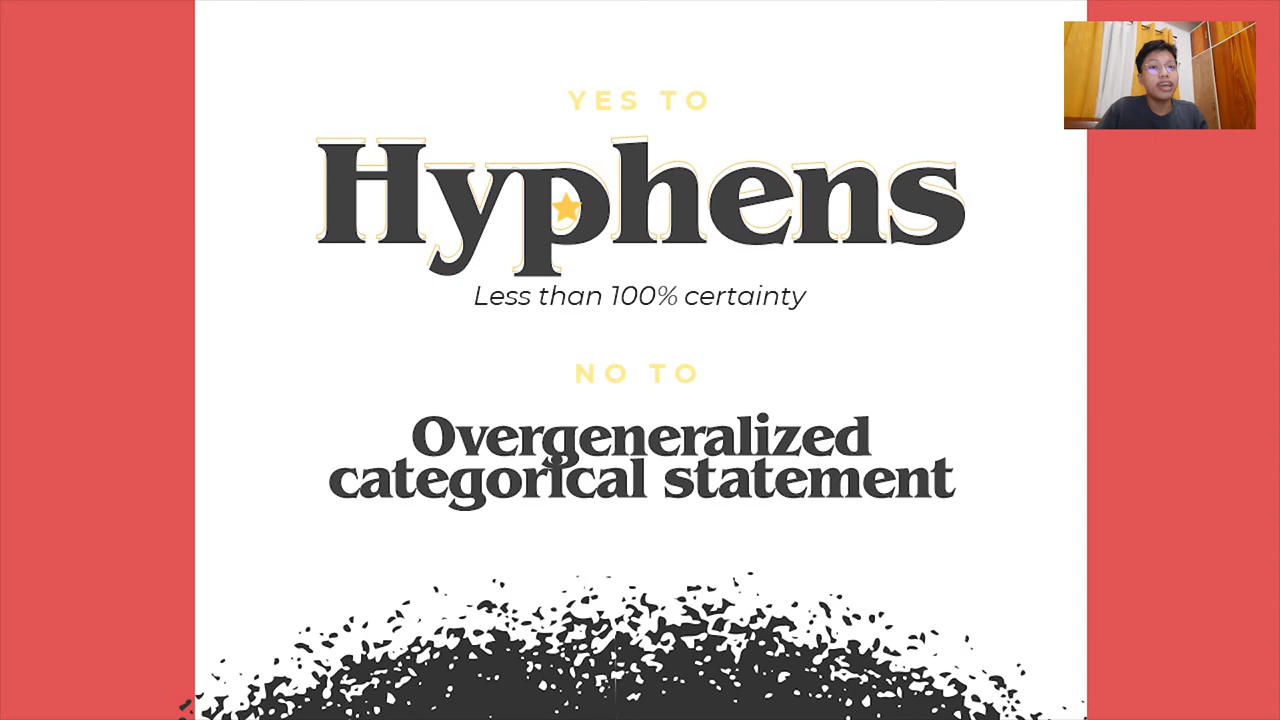 YES TO
Hyphens
Less than 100% certainty
NO TO
Overgeneralized
categorical statement